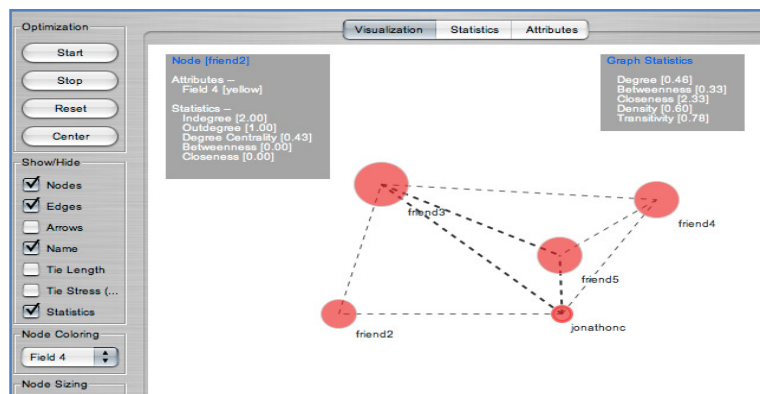 Optimization
Start
Stop
Reset
Center
Show/Hide
Nodes
Edges
Arrows
Name
Tie Length
Tie Stress (...
Statistics
Node Coloring
Field 4
Node Sizing
Visualization
Statistics
Attributes
Node [friend2]
Attributes --
Field 4 [yellow]
Statistics --
Indegree [2.00]
Outdegree [1.00]
Degree Centrality [0.43]
Betweenness [0.00]
Closeness [0.00]
Graph Statistics
Degree [0.46]
Betweenness [0.33]
Closeness [2.33]
Density [0.60]
Transitivity [0.78]
friend3
friend4
friend5
friend2
jonathonc